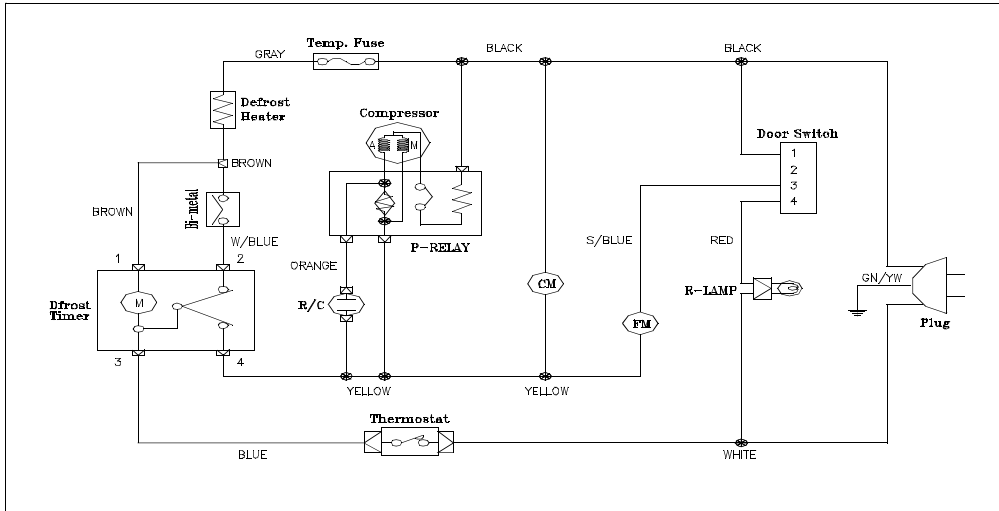 Temp. Fuse
GRAY
BLACK
BLACK
Defrost
Heater
Compressor
A
M
Door Switch
1
2
3
4
BROWN
Bi-metal
BROWN
W/BLUE
P-RELAY
S/BLUE
RED
ORANGE
1
2
M
Dfrost
Timer
R/C
CM
FM
R-LAMP
GN/YW
Plug
3
4
YELLOW
YELLOW
Thermostat
BLUE
WHITE